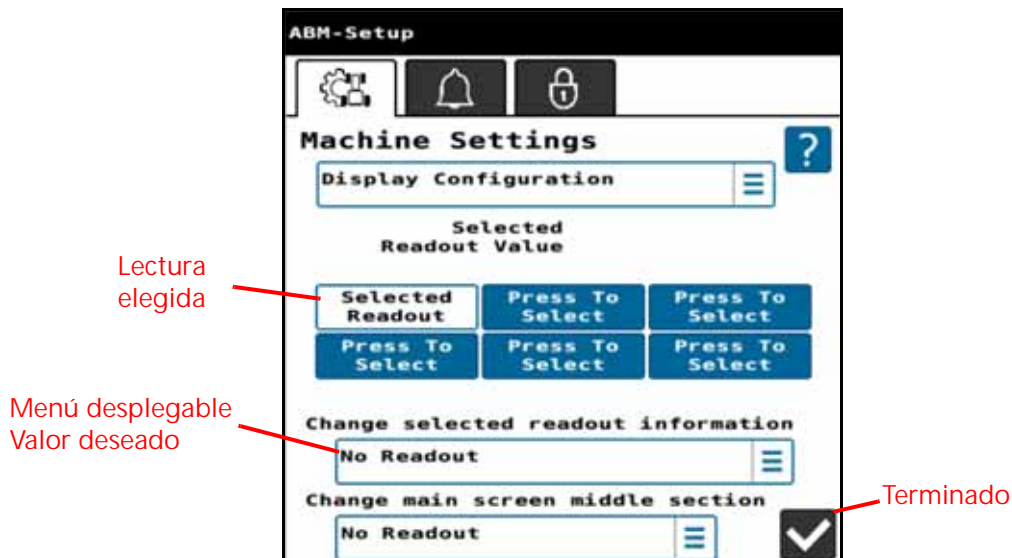 ABM-Setup
Machine Settings
?
Display Configuration
Selected
Readout Value
Lectura
elegida
Selected
Readout
Press To
Select
Press To
Select
Press To
Select
Press To
Select
Press To
Select
Menú desplegable
Valor deseado
Change selected readout information
No Readout
Change main screen middle section
No Readout
Terminado